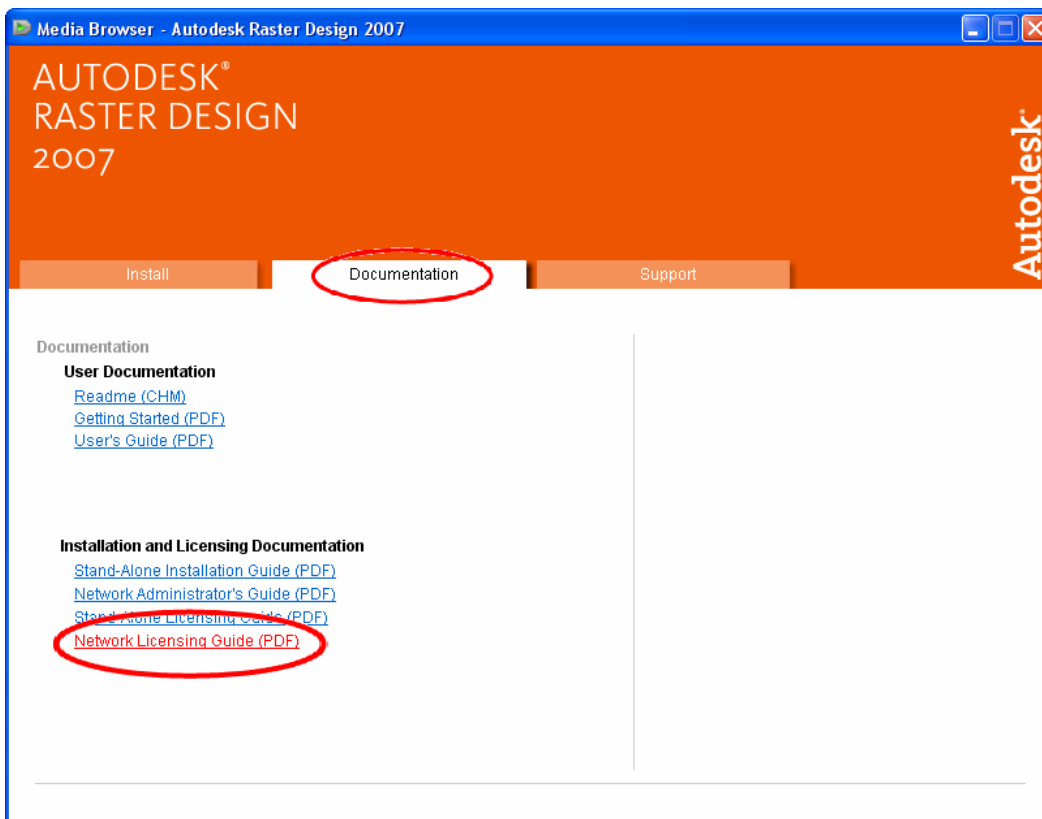 Media Browser - Autodesk Raster Design 2007
AUTODESK®
RASTER DESIGN
2007
Autodesk
Install
Documentation
Support
Documentation
User Documentation
Readme (CHM)
Getting Started (PDF)
User's Guide (PDF)
Installation and Licensing Documentation
Stand-Alone Installation Guide (PDF)
Network Administrator's Guide (PDF)
Stand-Alone Licensing Guide (PDF)
Network Licensing Guide (PDF)